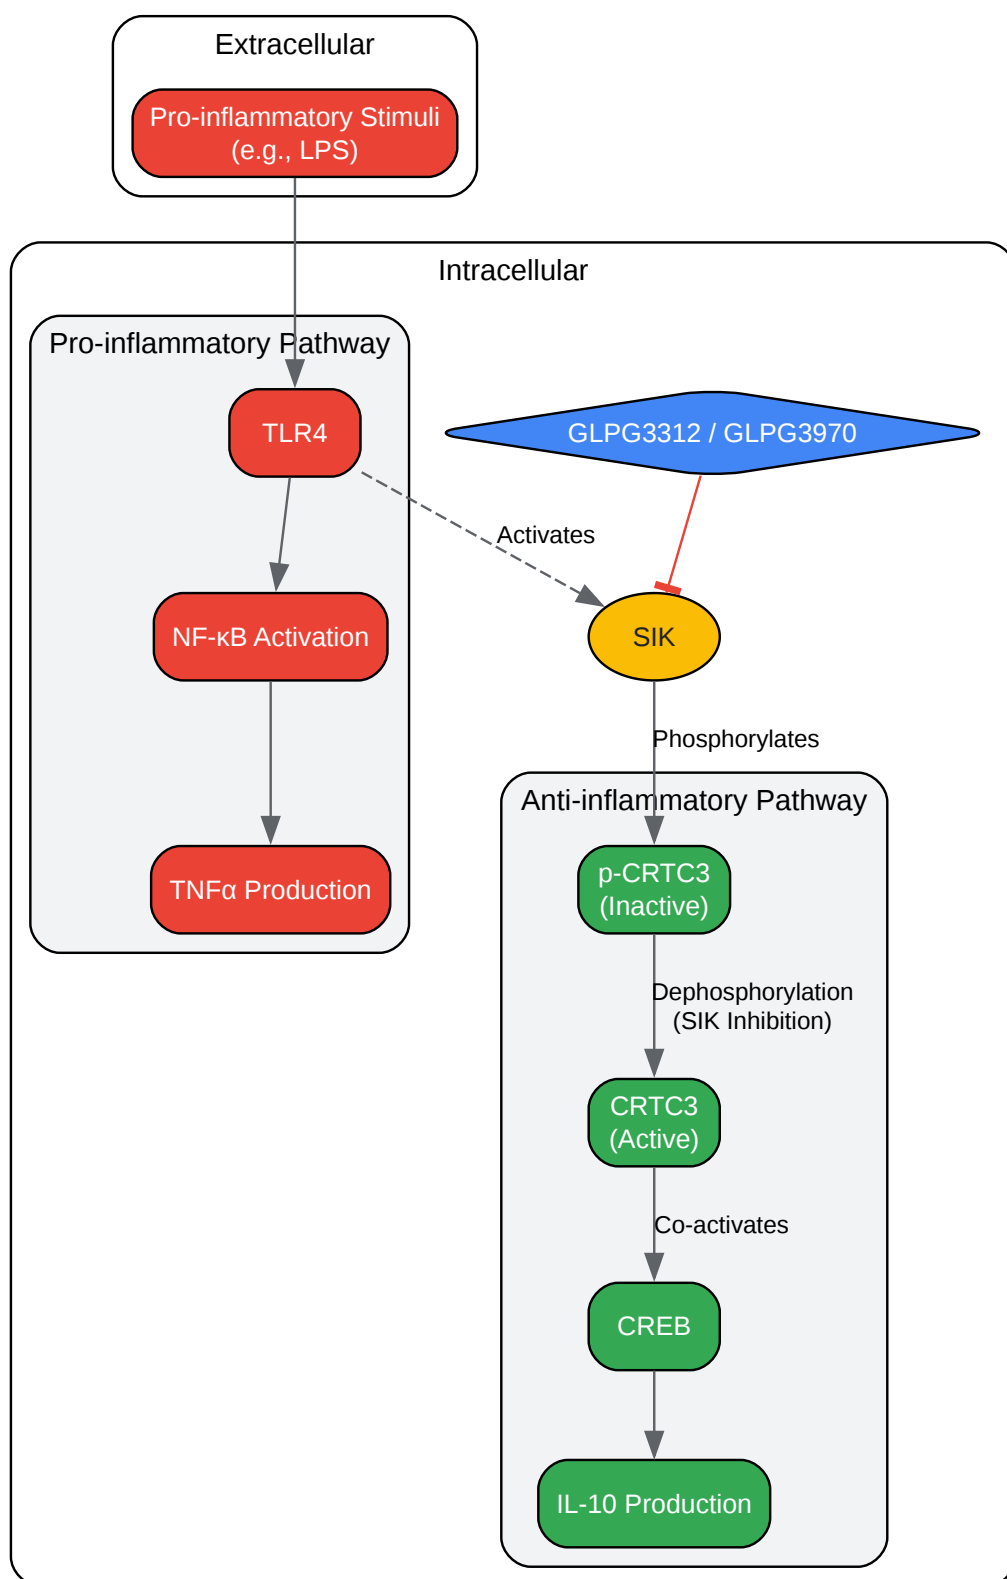 Extracellular
Pro-inflammatory Stimuli
(e.g., LPS)
Intracellular
Pro-inflammatory Pathway
TLR4
GLPG3312 / GLPG3970
Activates
NF-κB Activation
SIK
Phosphorylates
Anti-inflammatory Pathway
TNFα Production
p-CRTC3
(Inactive)
Dephosphorylation
(SIK Inhibition)
CRTC3
(Active)
Co-activates
CREB
IL-10 Production